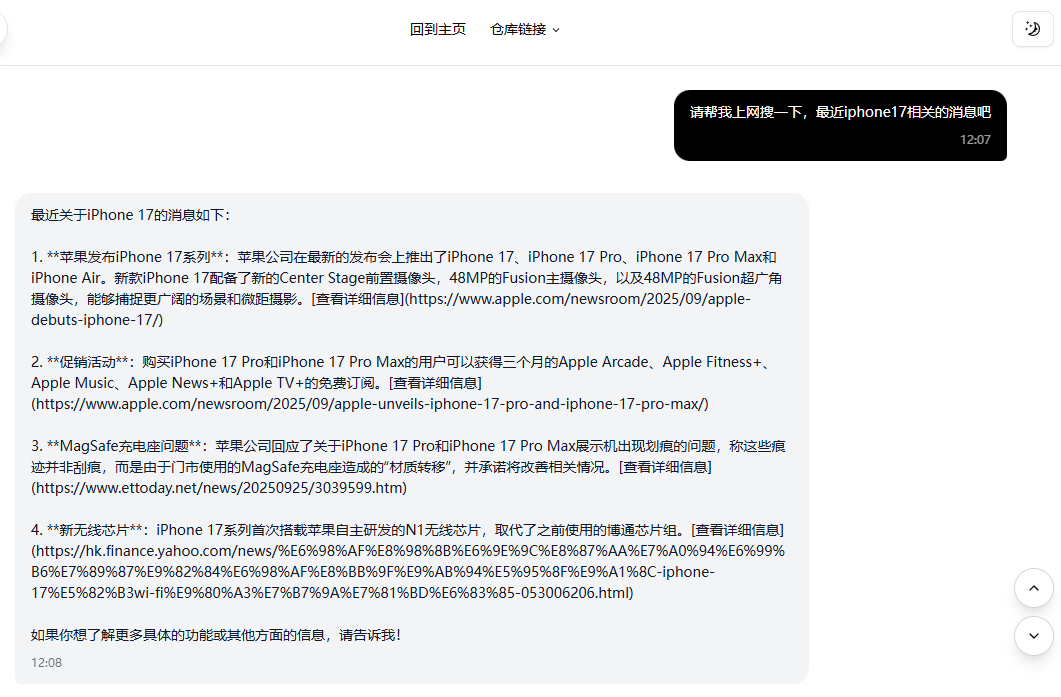 回到主页 仓库链接
请帮我上网搜一下，最近iphone17相关的消息吧
12:07
最近关于iPhone 17的消息如下：
1. **苹果发布iPhone 17系列**：苹果公司在最新的发布会上推出了iPhone 17、iPhone 17 Pro、iPhone 17 Pro Max和
iPhone Air。新款iPhone 17配备了新的Center Stage前置摄像头，48MP的Fusion主摄像头，以及48MP的Fusion超广角
摄像头，能够捕捉更广阔的场景和微距摄影。[查看详细信息](https://www.apple.com/newsroom/2025/09/apple-
debuts-iphone-17/)
2. **促销活动**：购买iPhone 17 Pro和iPhone 17 Pro Max的用户可以获得三个月的Apple Arcade、Apple Fitness+、
Apple Music、Apple News+和Apple TV+的免费订阅。[查看详细信息]
(https://www.apple.com/newsroom/2025/09/apple-unveils-iphone-17-pro-and-iphone-17-pro-max/)
3. **MagSafe充电座问题**：苹果公司回应了关于iPhone 17 Pro和iPhone 17 Pro Max展示机出现划痕的问题，称这些痕
迹并非刮痕，而是由于门市使用的MagSafe充电座造成的“材质转移”，并承诺将改善相关情况。[查看详细信息]
(https://www.ettoday.net/news/20250925/3039599.htm)
4. **新无线芯片**：iPhone 17系列首次搭载苹果自主研发的N1无线芯片，取代了之前使用的博通芯片组。[查看详细信息]
(https://hk.finance.yahoo.com/news/%E6%98%AF%E8%98%8B%E6%9E%9C%E8%87%AA%E7%A0%94%E6%99%
B6%E7%89%87%E9%82%84%E6%98%AF%E8%BB%9F%E9%AB%94%E5%95%8F%E9%A1%8C-iphone-
17%E5%82%B3wi-fi%E9%80%A3%E7%B7%9A%E7%81%BD%E6%83%85-053006206.html)
如果你想了解更多具体的功能或其他方面的信息，请告诉我！
12:08